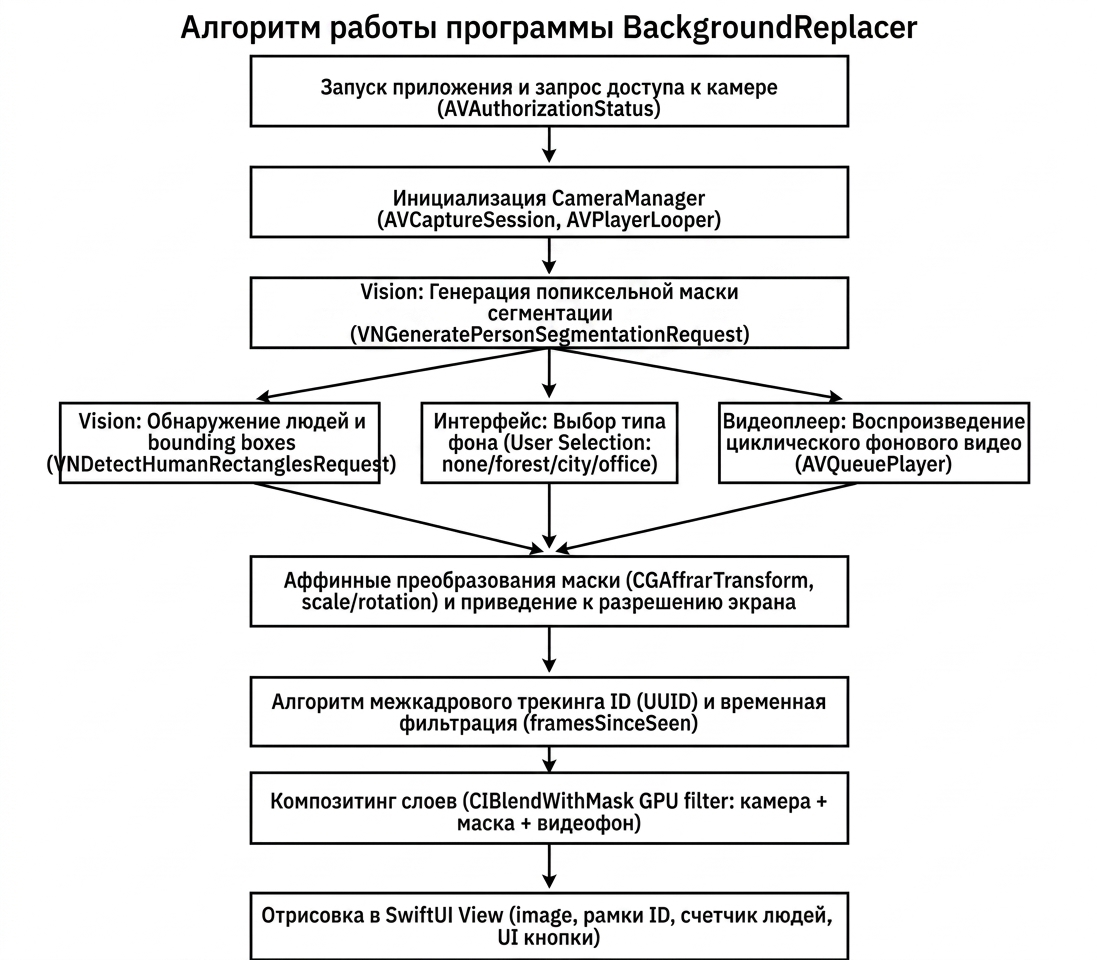 Алгоритм работы программы BackgroundReplacer
Запуск приложения и запрос доступа к камере
(AVAuthorizationStatus)
Инициализация CameraManager
(AVCaptureSession, AVPlayerLooper)
Vision: Генерация попиксельной маски
сегментации
(VNGeneratePersonSegmentationRequest)
Vision: Обнаружение людей и
bounding boxes
(VNDetectHumanRectanglesRequest)
Интерфейс: Выбор типа
фона (User Selection:
none/forest/city/office)
Видеоплеер: Воспроизведение
циклического фонового видео
(AVQueuePlayer)
Аффинные преобразования маски (CGAffrarTransform,
scale/rotation) и приведение к разрешению экрана
Алгоритм межкадрового трекинга ID (UUID) и временная
фильтрация (framesSinceSeen)
Композитинг слоев (CIBlendWithMask GPU filter: камера +
маска + видеофон)
Отрисовка в SwiftUI View (image, рамки ID, счетчик людей,
UI кнопки)